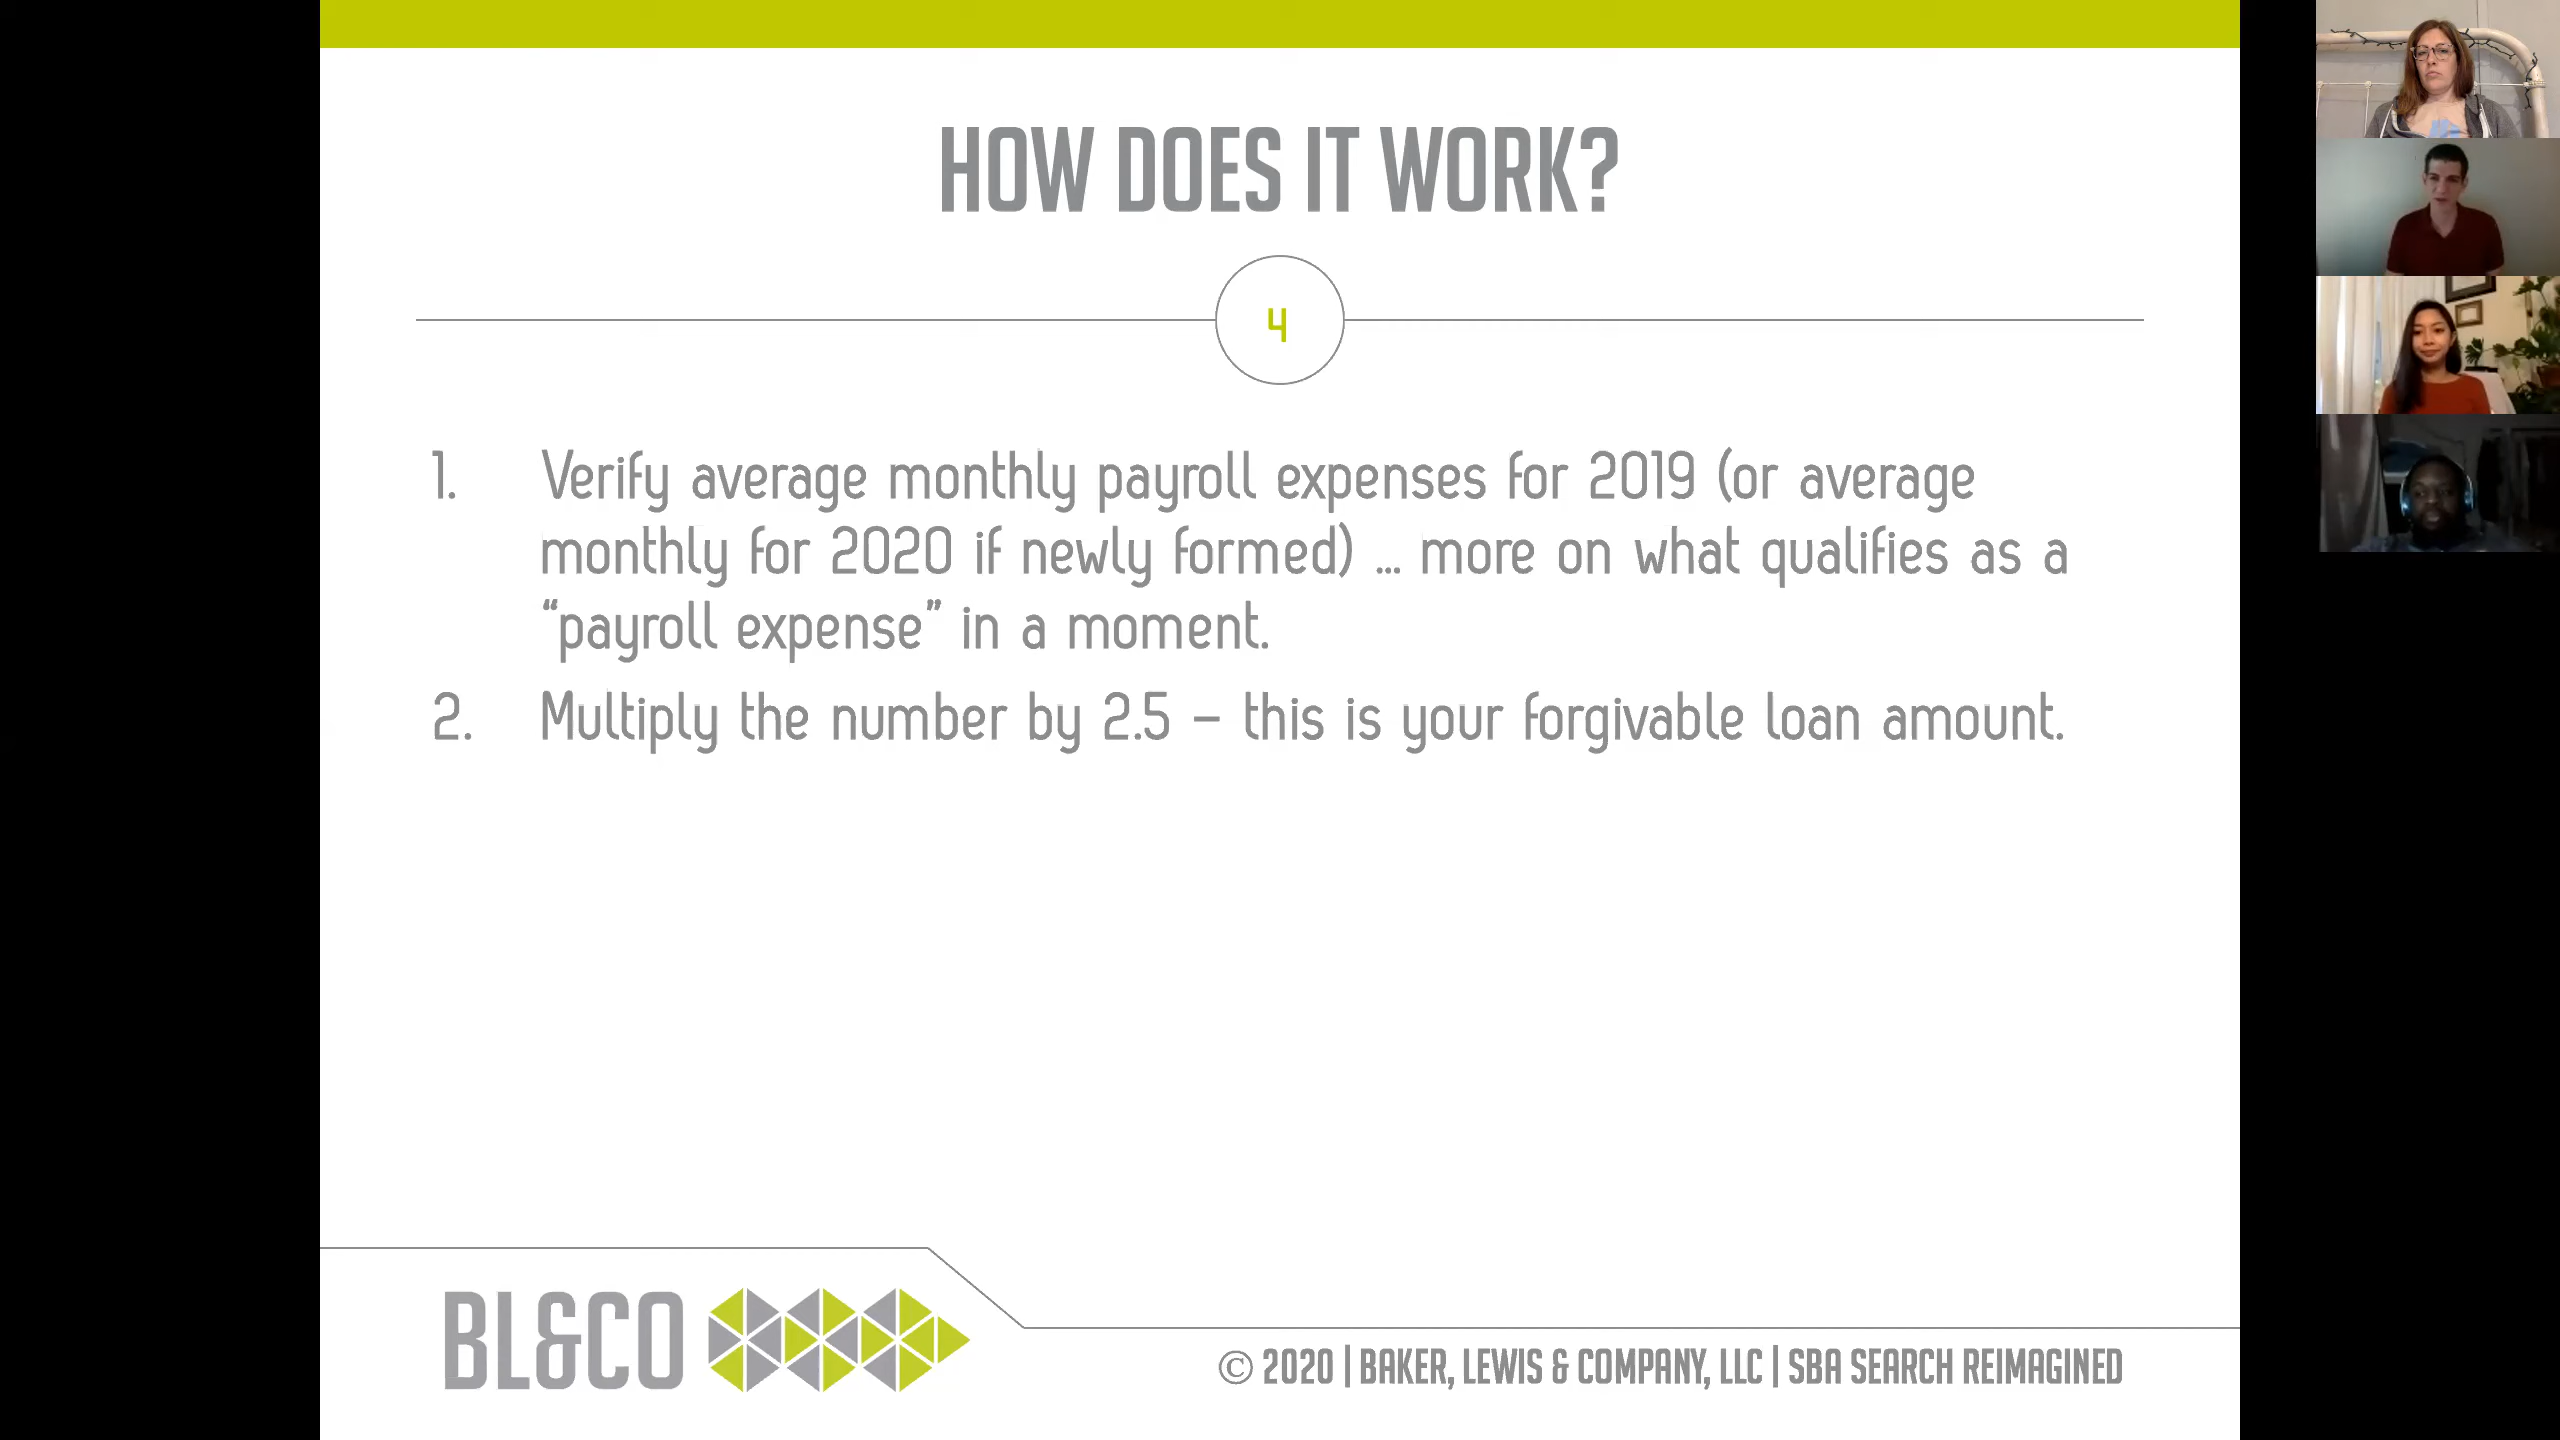 HOW DOES IT WORK?
4
1. Verify average monthly payroll expenses for 2019 (or average
monthly for 2020 if newly formed) ... more on what qualifies as a
“payroll expense” in a moment.
2. Multiply the number by 2.5 – this is your forgivable loan amount.
BL&CO
© 2020 | BAKER, LEWIS & COMPANY, LLC | SBA SEARCH REIMAGINED